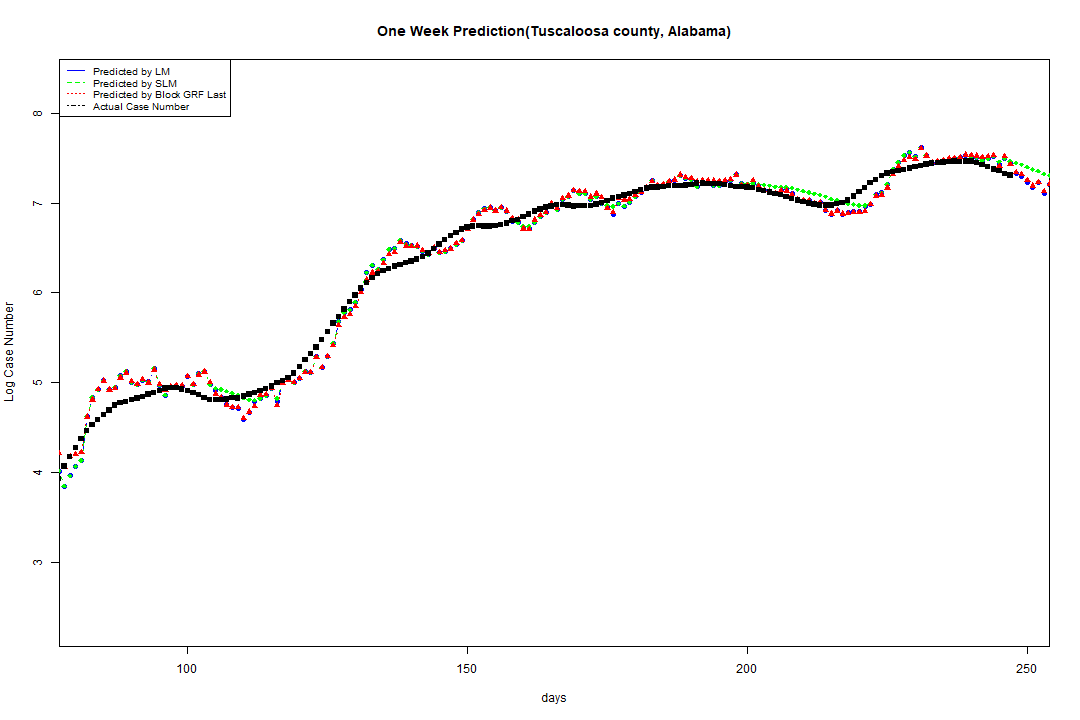 One Week Prediction(Tuscaloosa county, Alabama)
Predicted by LM
Predicted by SLM
Predicted by Block GRF Last
Actual Case Number
8
7
6
5
4
3
Log Case Number
100 150 200 250
days